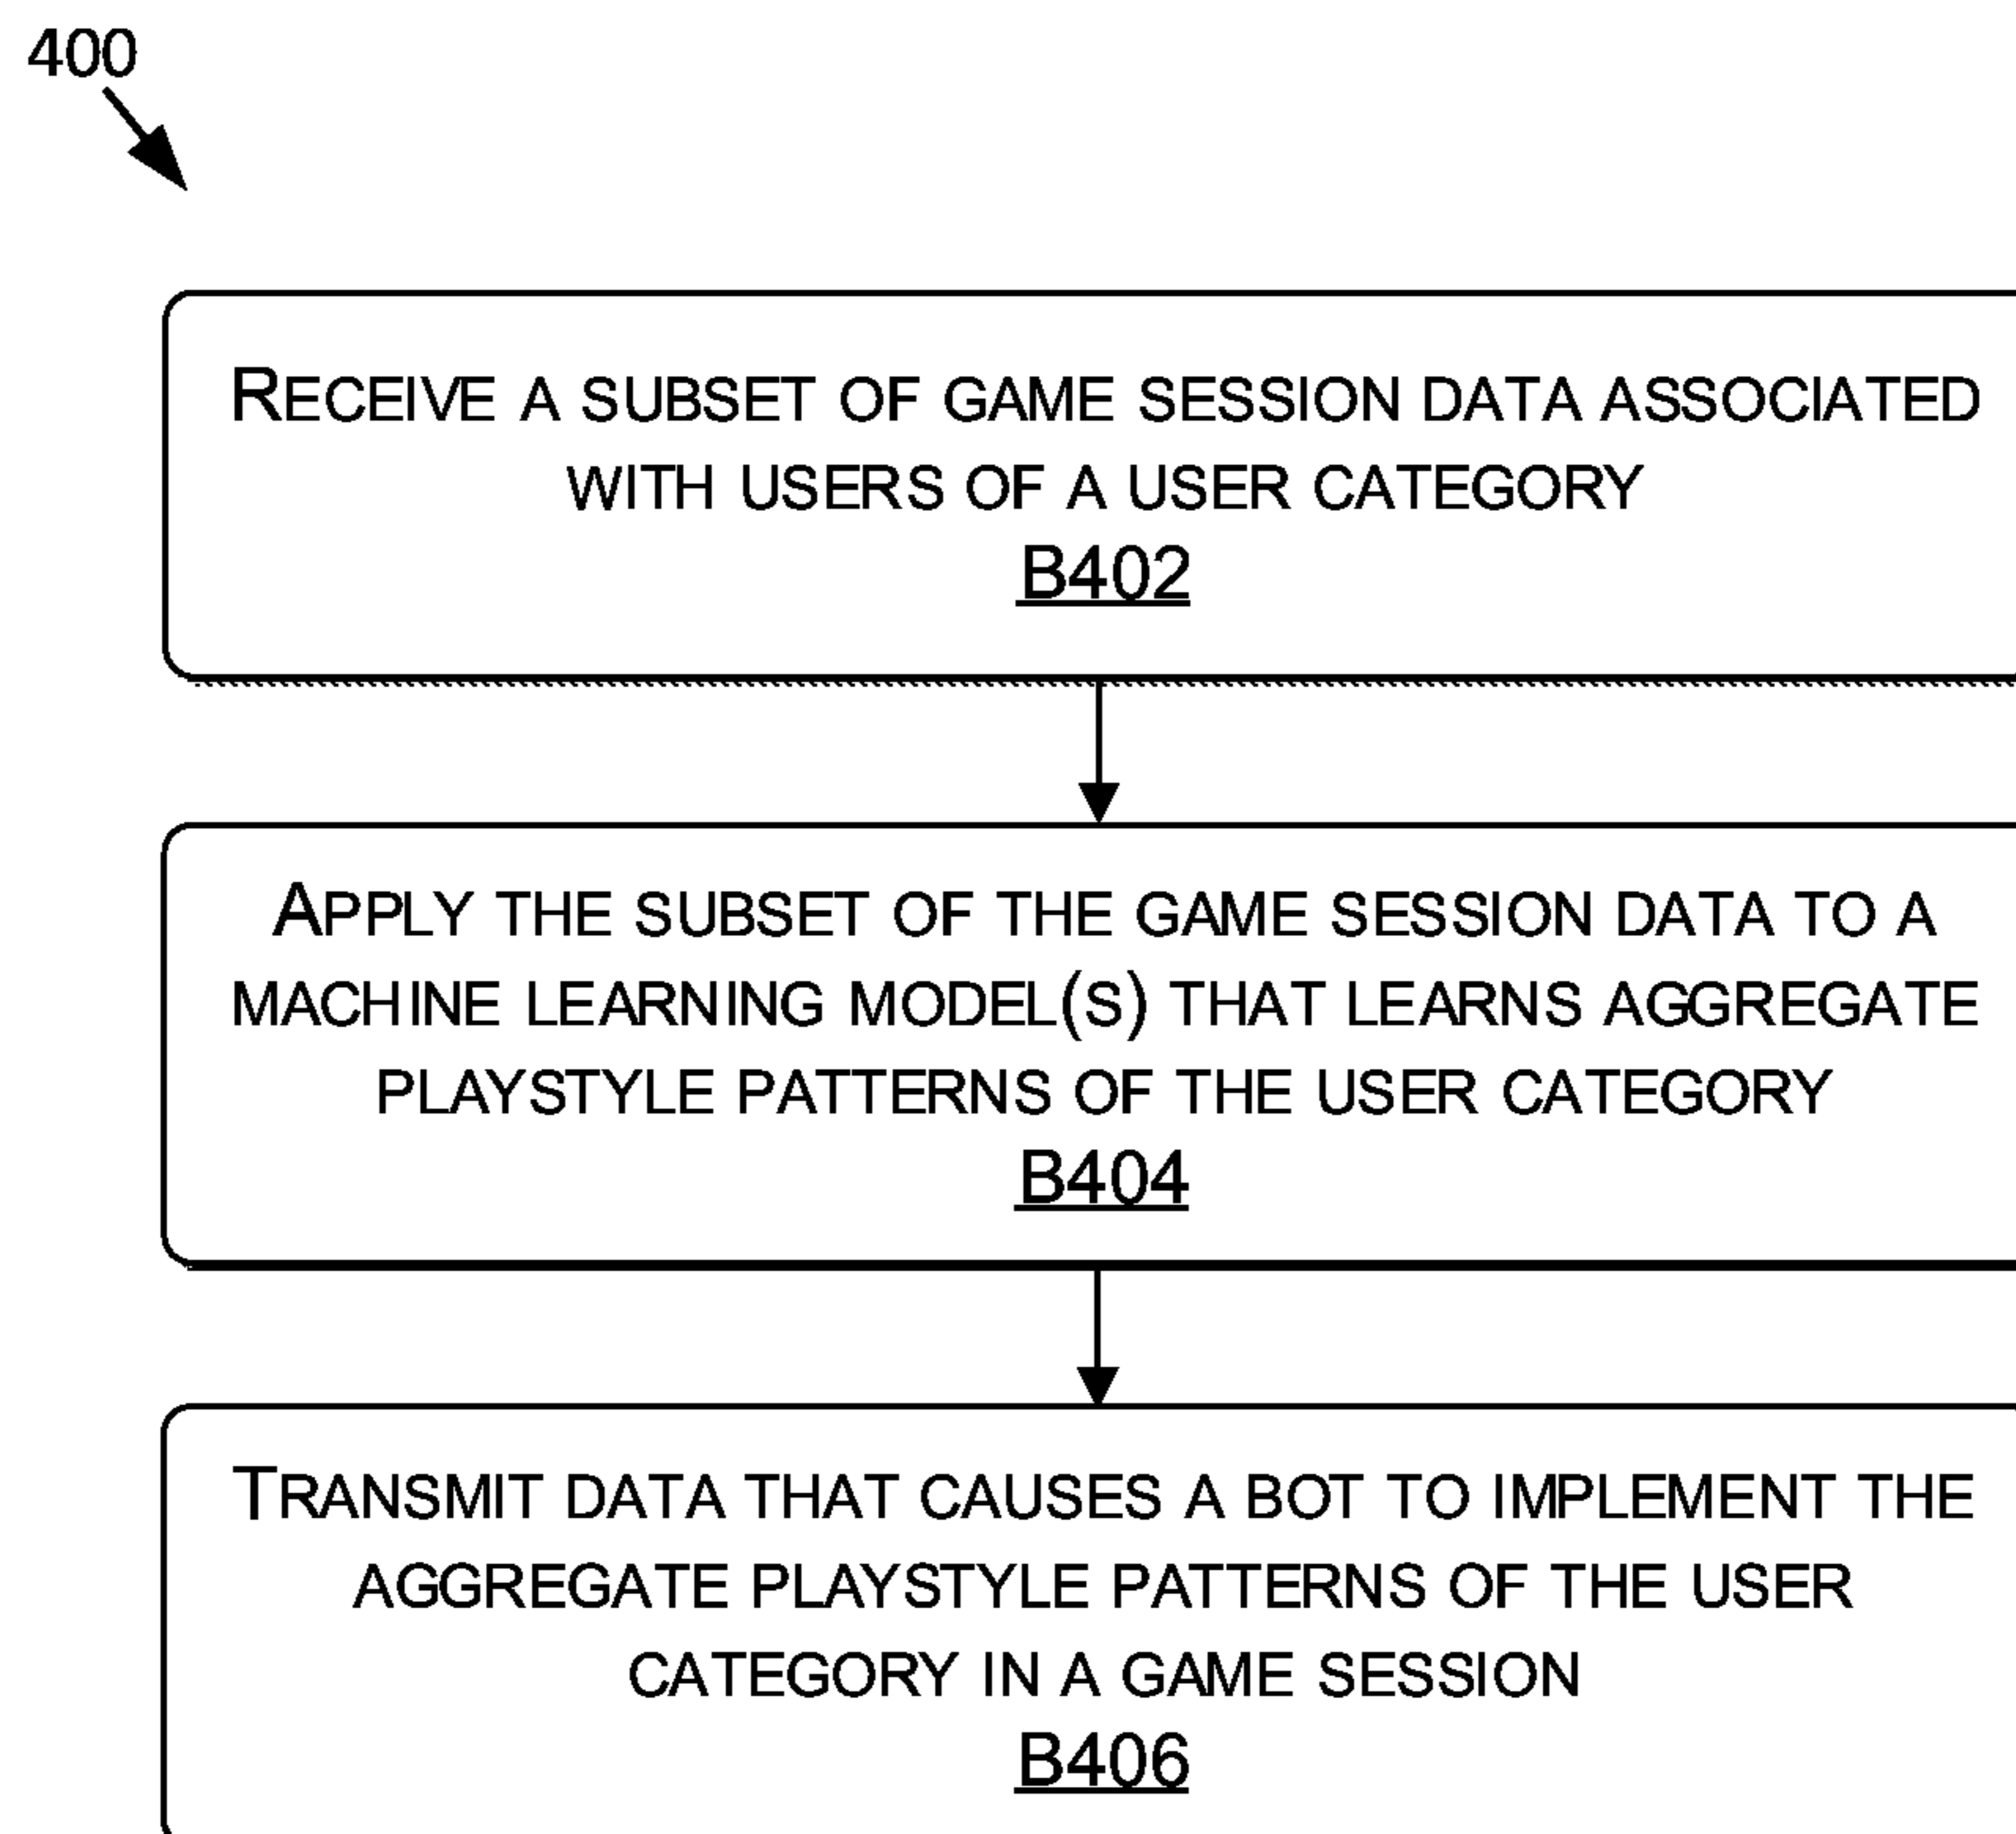 400
RECEIVE A SUBSET OF GAME SESSION DATA ASSOCIATED
WITH USERS OF A USER CATEGORY
B402
APPLY THE SUBSET OF THE GAME SESSION DATA TO A
MACHINE LEARNING MODEL(S) THAT LEARNS AGGREGATE
PLAYSTYLE PATTERNS OF THE USER CATEGORY
B404
TRANSMIT DATA THAT CAUSES A BOT TO IMPLEMENT THE
AGGREGATE PLAYSTYLE PATTERNS OF THE USER
CATEGORY IN A GAME SESSION
B406